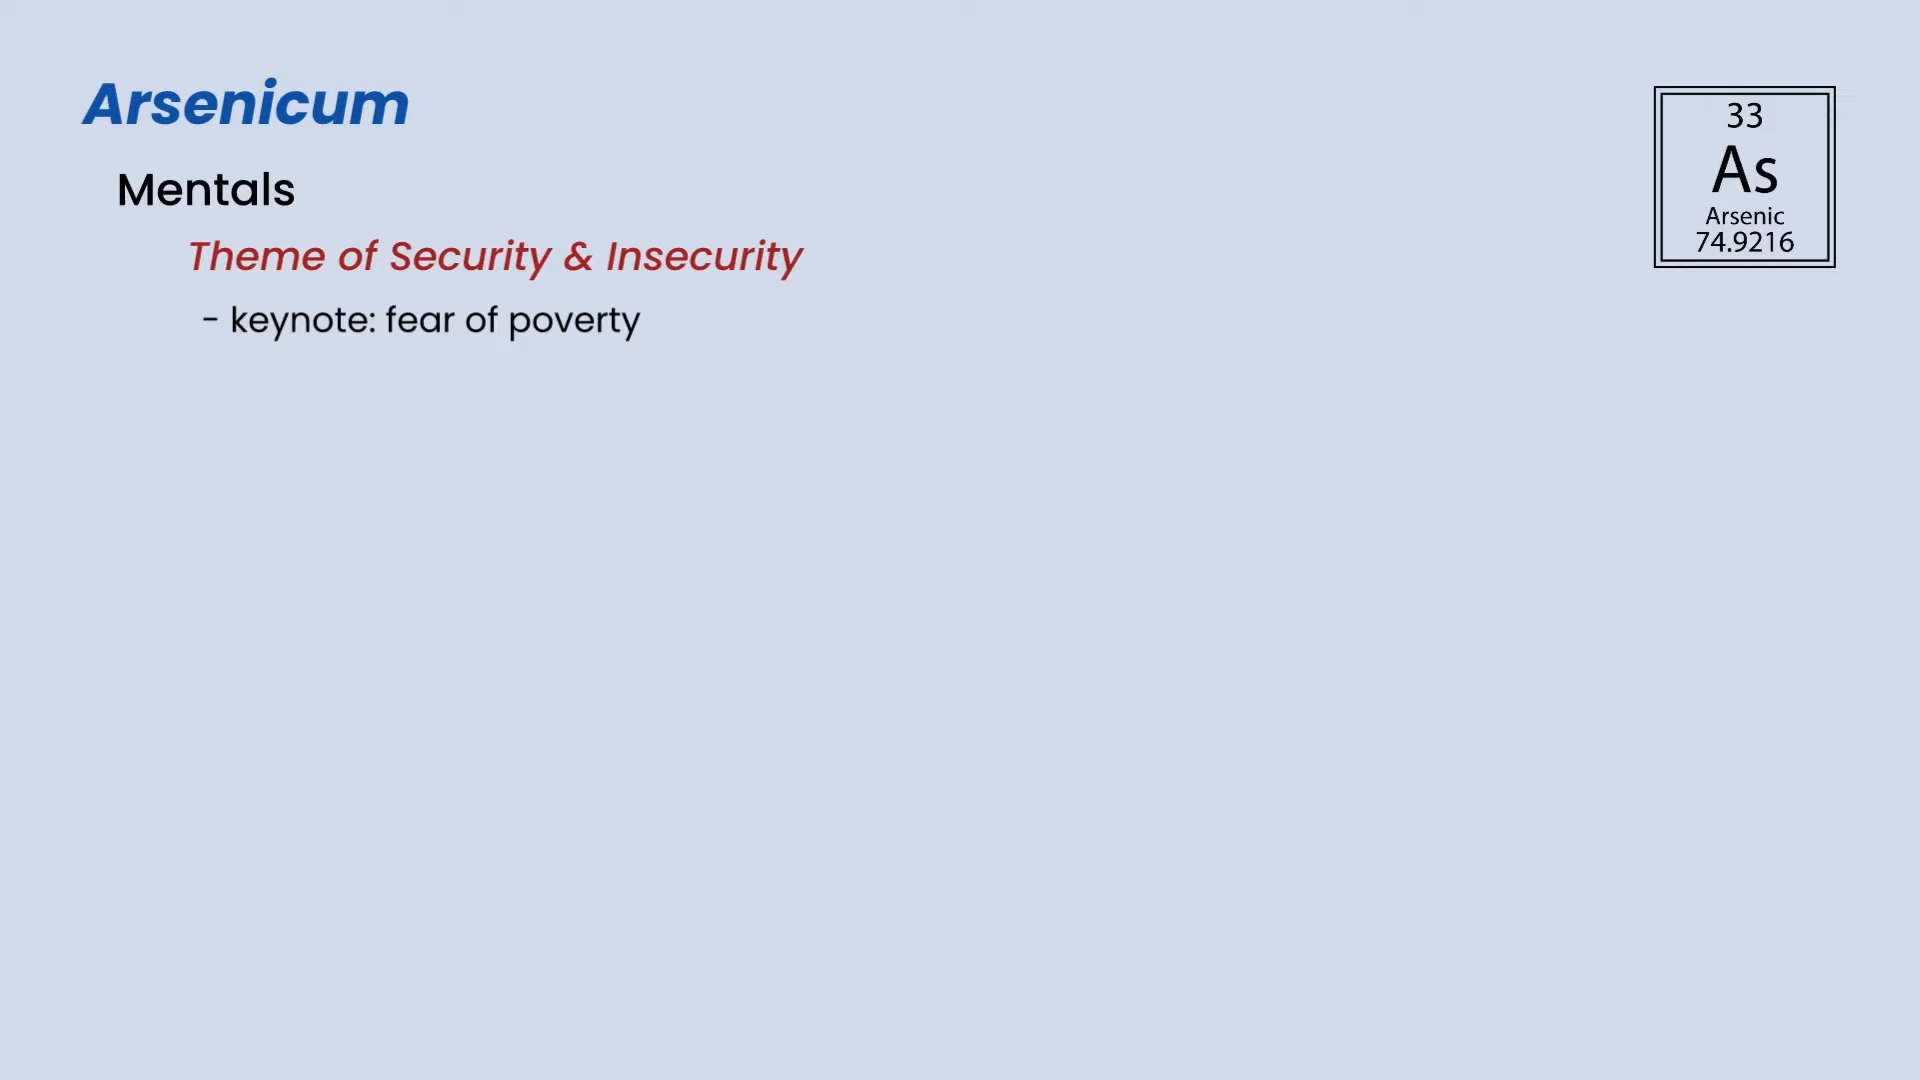 Arsenicum
Mentals
Theme of Security & Insecurity
- keynote: fear of poverty
33
As
Arsenic
74.9216